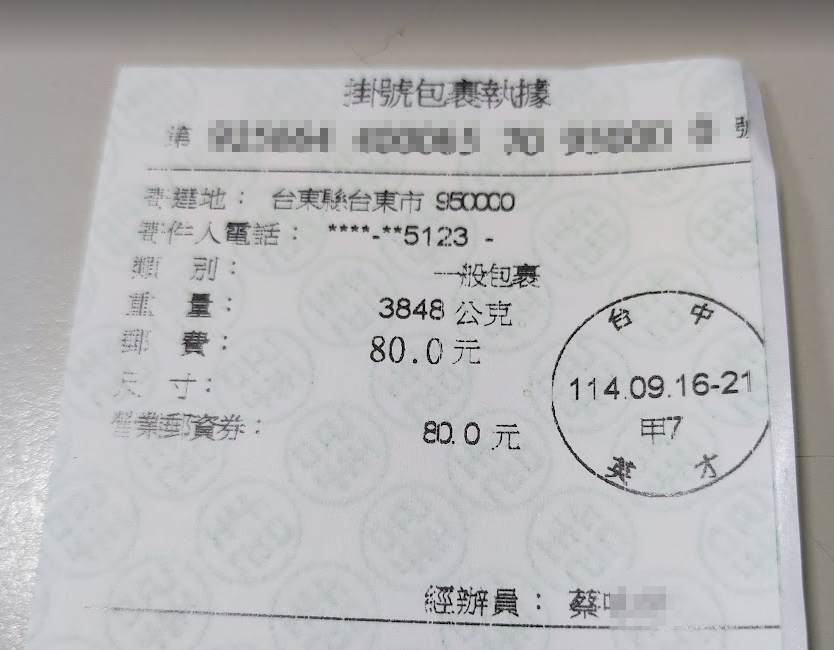 掛號包裹執據
第 號
寄達地： 台東縣台東市 950000
寄件人電話： ****-**5123 -
類 別： 一般包裹
重 量： 3848 公克
郵 費： 80.0 元
尺 寸：
營業郵資券： 80.0 元
台中
114.09.16-21
甲7
英才
經辦員： 蔡